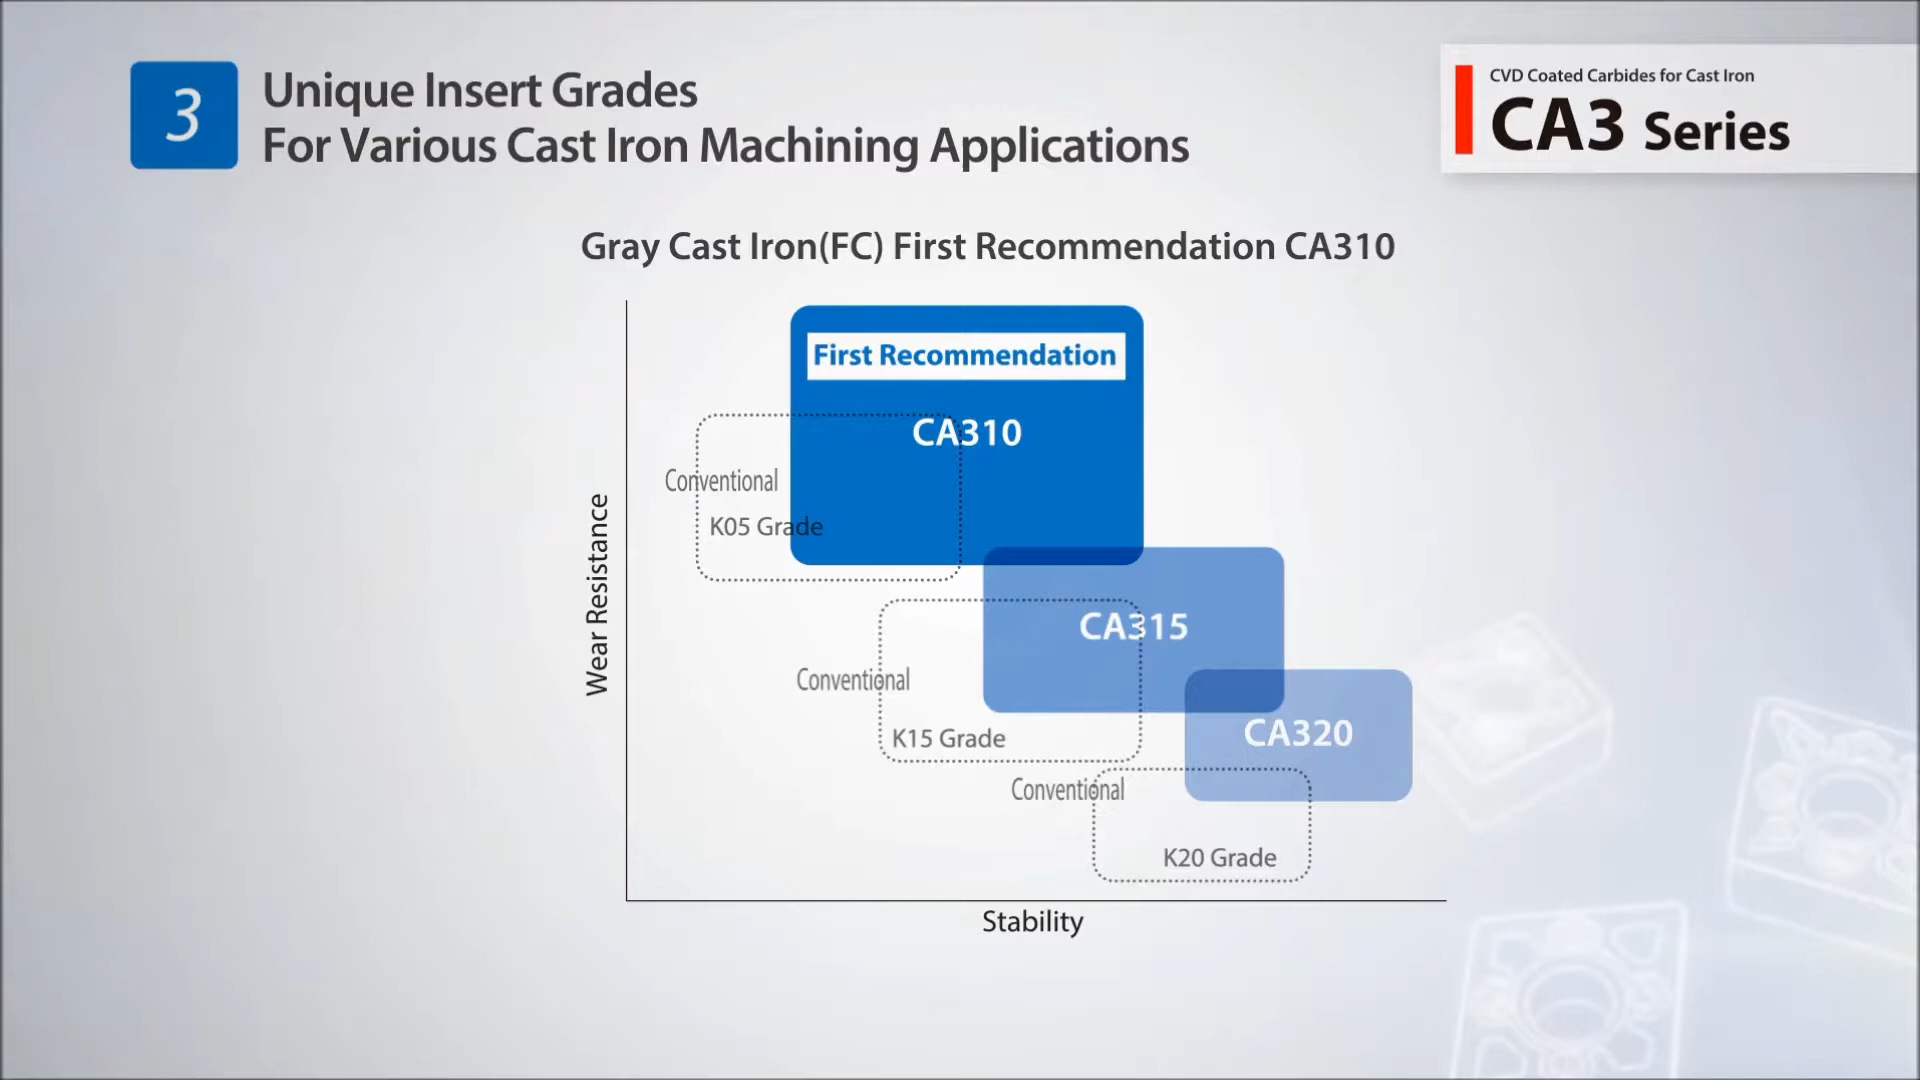 3
Unique Insert Grades
For Various Cast Iron Machining Applications
CVD Coated Carbides for Cast Iron
CA3 Series
Gray Cast Iron(FC) First Recommendation CA310
First Recommendation
CA310
Conventional
K05 Grade
CA315
Conventional
K15 Grade
CA320
Conventional
K20 Grade
Wear Resistance
Stability